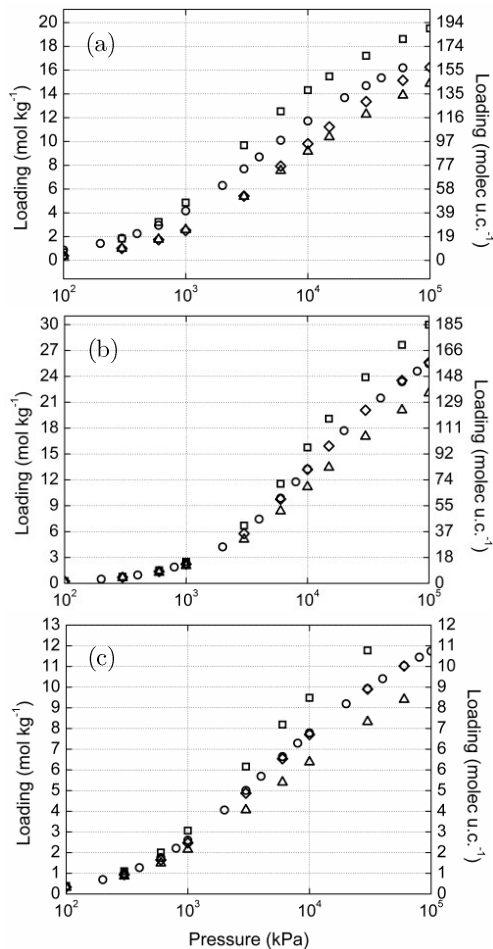 (a)
Loading (mol kg⁻¹)
20 194
18 174
16 155
14 135
12 116
10 97
8 77
6 58
4 39
2 19
0 0
Loading (molec u.c.⁻¹)
10² 10³ 10⁴ 10⁵
(b)
Loading (mol kg⁻¹)
30 185
27 166
24 148
21 129
18 111
15 92
12 74
9 55
6 37
3 18
0 0
Loading (molec u.c.⁻¹)
10² 10³ 10⁴ 10⁵
(c)
Loading (mol kg⁻¹)
13 12
12 11
11 10
10 9
9 8
8 7
7 6
6 5
5 4
4 3
3 2
2 1
1 0
0
Loading (molec u.c.⁻¹)
10² 10³ 10⁴ 10⁵
Pressure (kPa)